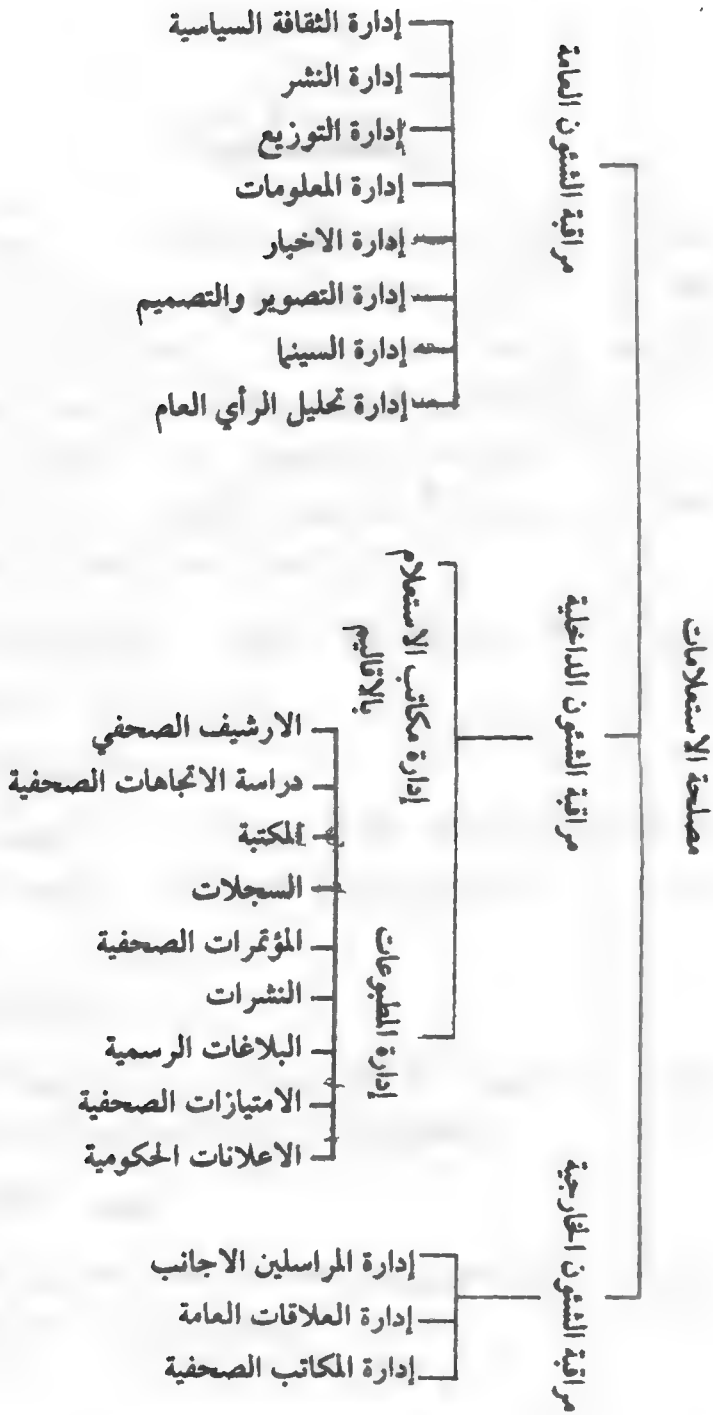 مصلحة الاستعلامات
مراقبة الشئون العامة
إدارة الثقافة السياسية
إدارة النشر
إدارة التوزيع
إدارة المعلومات
إدارة الاخبار
إدارة التصوير والتصميم
إدارة السينما
إدارة تحليل الرأي العام
مراقبة الشئون الداخلية
إدارة مكاتب الاستعلام
بالاقاليم
إدارة المطبوعات
الارشيف الصحفي
دراسة الاتجاهات الصحفية
المكتبة
السجلات
المؤتمرات الصحفية
النشرات
البلاغات الرسمية
الامتيازات الصحفية
الاعلانات الحكومية
مراقبة الشئون الخارجية
إدارة المراسلين الاجانب
إدارة العلاقات العامة
إدارة المكاتب الصحفية